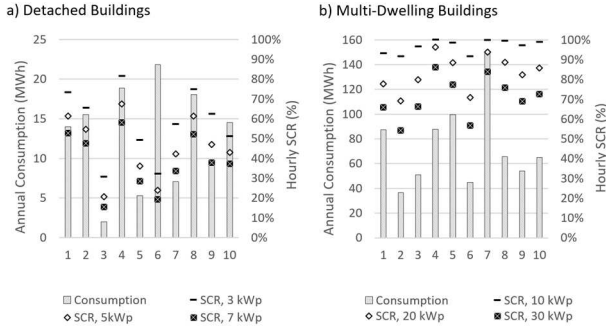 a) Detached Buildings
Annual Consumption (MWh)
25
20
15
10
5
0
100%
90%
80%
70%
60%
50%
40%
30%
20%
10%
0%
Hourly SCR (%)
1 2 3 4 5 6 7 8 9 10
Consumption
SCR, 3 kWp
SCR, 5kWp
SCR, 7 kWp
b) Multi-Dwelling Buildings
Annual Consumption (MWh)
160
140
120
100
80
60
40
20
0
100%
90%
80%
70%
60%
50%
40%
30%
20%
10%
0%
Hourly SCR (%)
1 2 3 4 5 6 7 8 9 10
Consumption
SCR, 10 kWp
SCR, 20 kWp
SCR, 30 kWp